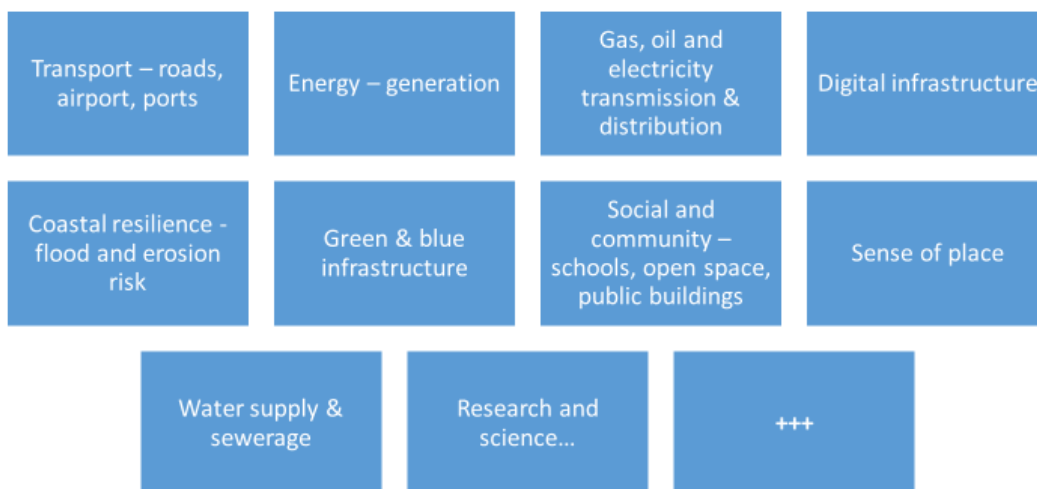 Transport – roads,
airport, ports
Energy – generation
Gas, oil and
electricity
transmission &
distribution
Digital infrastructure
Coastal resilience -
flood and erosion
risk
Green & blue
infrastructure
Social and
community –
schools, open space,
public buildings
Sense of place
Water supply &
sewerage
Research and
science…
+++